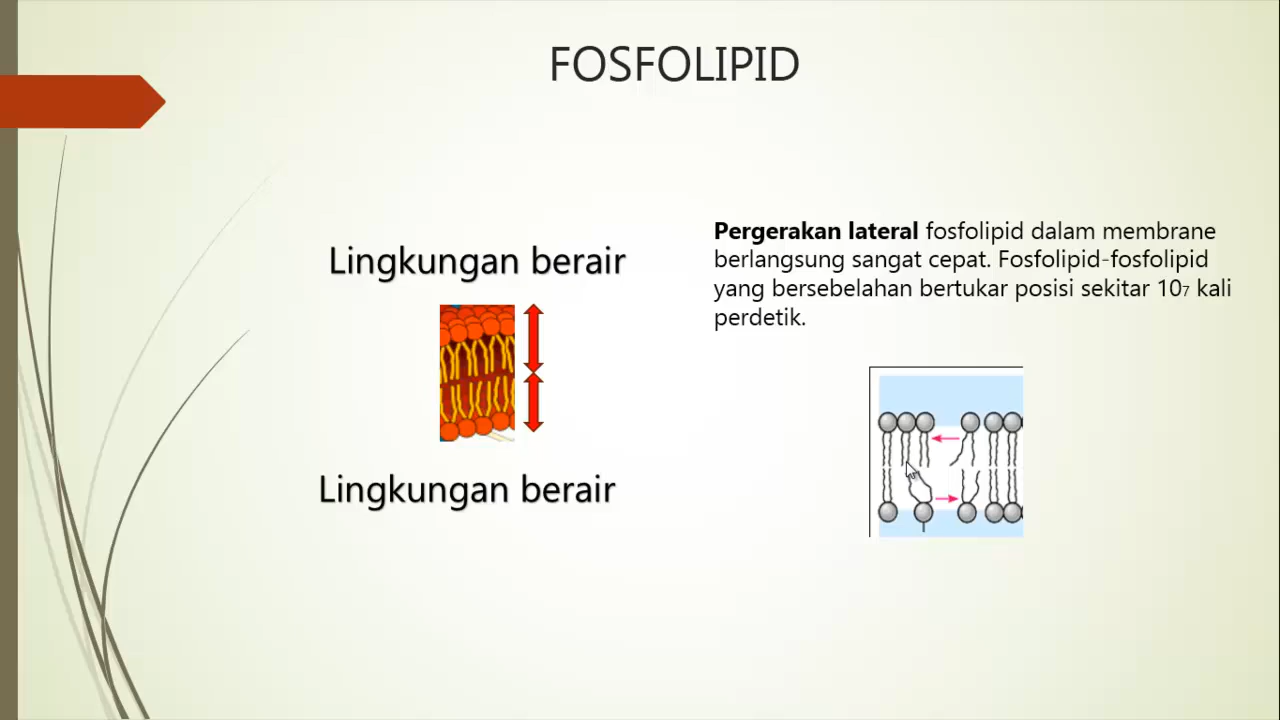 FOSFOLIPID
Lingkungan berair
Lingkungan berair
Pergerakan lateral fosfolipid dalam membrane
berlangsung sangat cepat. Fosfolipid-fosfolipid
yang bersebelahan bertukar posisi sekitar 107 kali
perdetik.